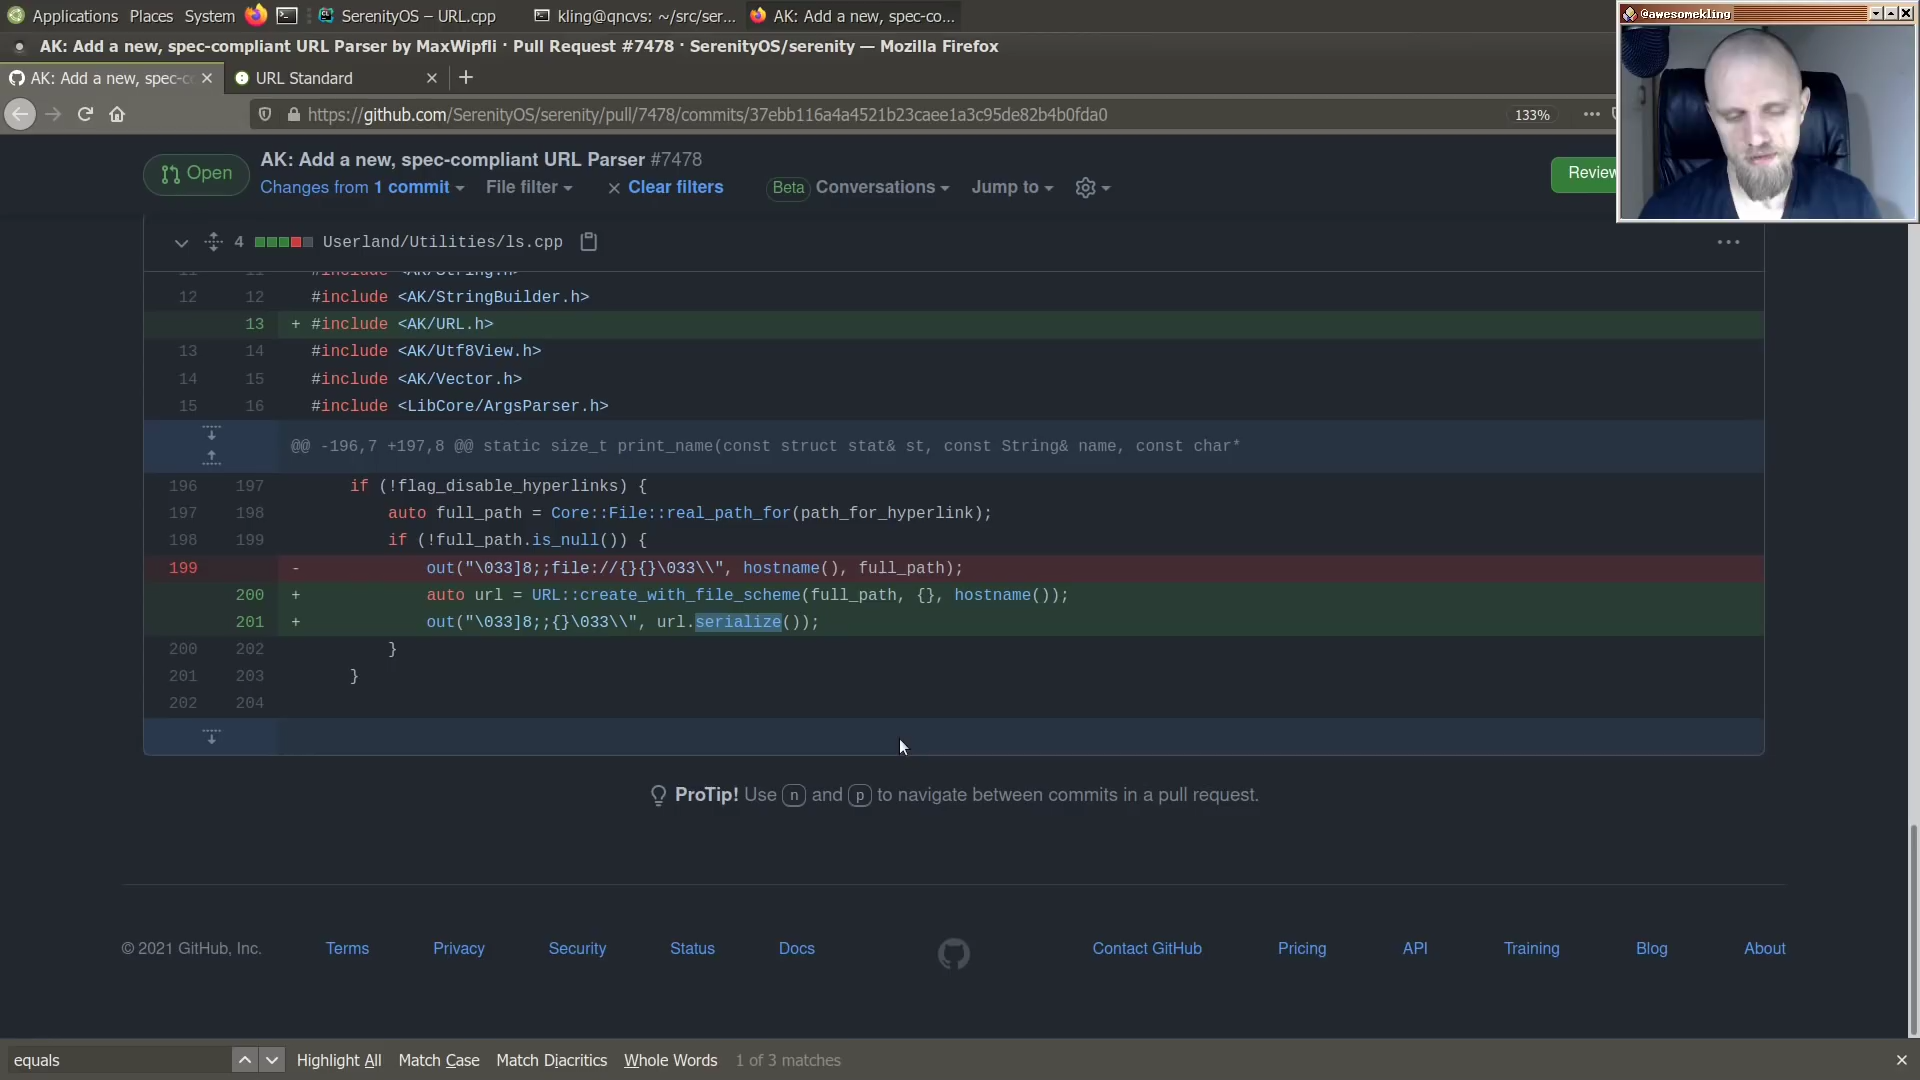 Applications Places System SerenityOS – URL.cpp kling@qncvs: ~/src/ser... AK: Add a new, spec-co...
@awesomekling
AK: Add a new, spec-compliant URL Parser by MaxWipfli · Pull Request #7478 · SerenityOS/serenity — Mozilla Firefox
AK: Add a new, spec-c URL Standard
https://github.com/SerenityOS/serenity/pull/7478/commits/37ebb116a4a4521b23caee1a3c95de82b4b0fda0 133%
Open AK: Add a new, spec-compliant URL Parser #7478
Changes from 1 commit File filter Clear filters Beta Conversations Jump to Review
4 Userland/Utilities/ls.cpp
11 11 #include <AK/String.h>
12 12 #include <AK/StringBuilder.h>
13 + #include <AK/URL.h>
13 14 #include <AK/Utf8View.h>
14 15 #include <AK/Vector.h>
15 16 #include <LibCore/ArgsParser.h>
@@ -196,7 +197,8 @@ static size_t print_name(const struct stat& st, const String& name, const char*
196 197 if (!flag_disable_hyperlinks) {
197 198 auto full_path = Core::File::real_path_for(path_for_hyperlink);
198 199 if (!full_path.is_null()) {
199 - out("\033]8;;file://{}{}\033\\", hostname(), full_path);
200 + auto url = URL::create_with_file_scheme(full_path, {}, hostname());
201 + out("\033]8;;{}\033\\", url.serialize());
200 202 }
201 203 }
202 204
ProTip! Use n and p to navigate between commits in a pull request.
© 2021 GitHub, Inc. Terms Privacy Security Status Docs Contact GitHub Pricing API Training Blog About
equals Highlight All Match Case Match Diacritics Whole Words 1 of 3 matches